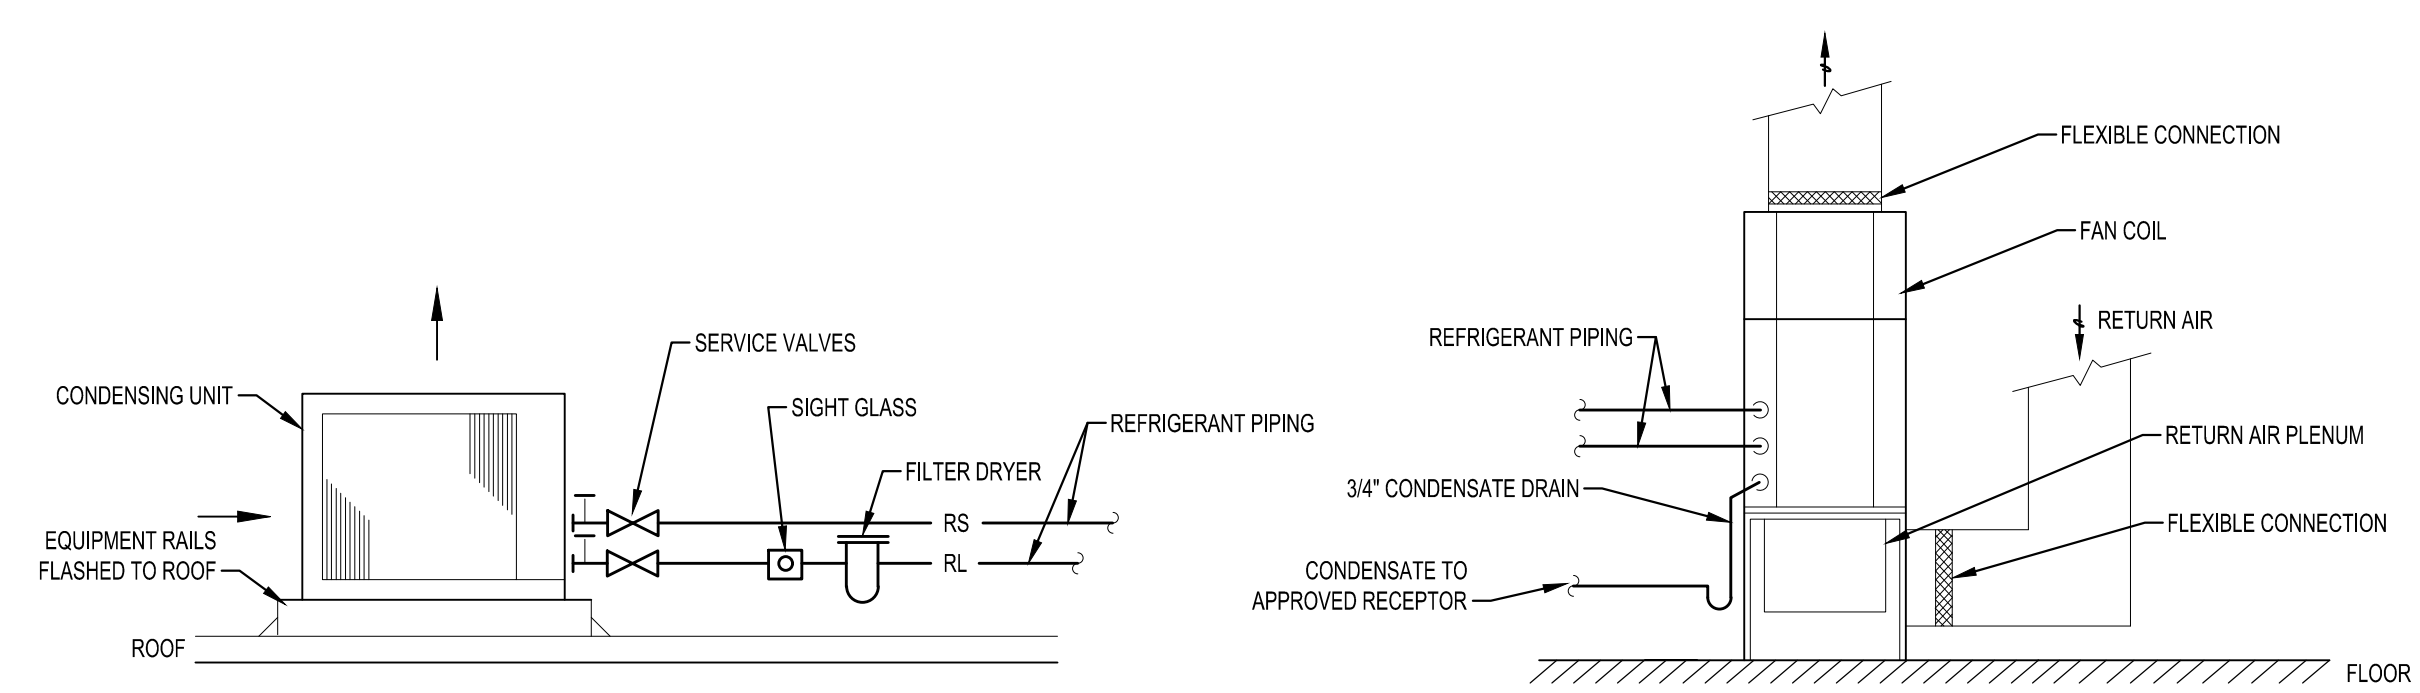 SERVICE VALVES
CONDENSING UNIT
SIGHT GLASS
REFRIGERANT PIPING
FILTER DRYER
RS
EQUIPMENT RAILS
FLASHED TO ROOF
RL
ROOF
FLEXIBLE CONNECTION
FAN COIL
RETURN AIR
REFRIGERANT PIPING
RETURN AIR PLENUM
3/4" CONDENSATE DRAIN
FLEXIBLE CONNECTION
CONDENSATE TO
APPROVED RECEPTOR
FLOOR